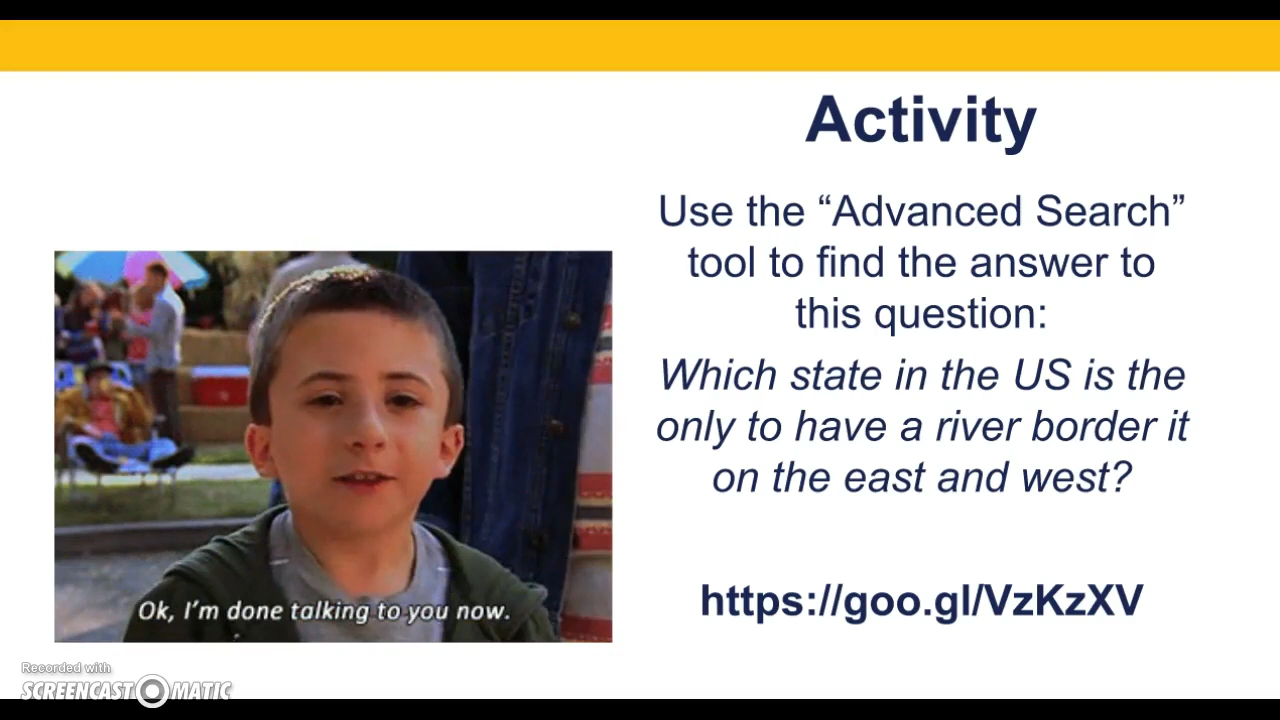 Activity
Use the “Advanced Search”
tool to find the answer to
this question:
Which state in the US is the
only to have a river border it
on the east and west?
https://goo.gl/VzKzXV
Ok, I'm done talking to you now.
Recorded with
SCREENCAST-O-MATIC